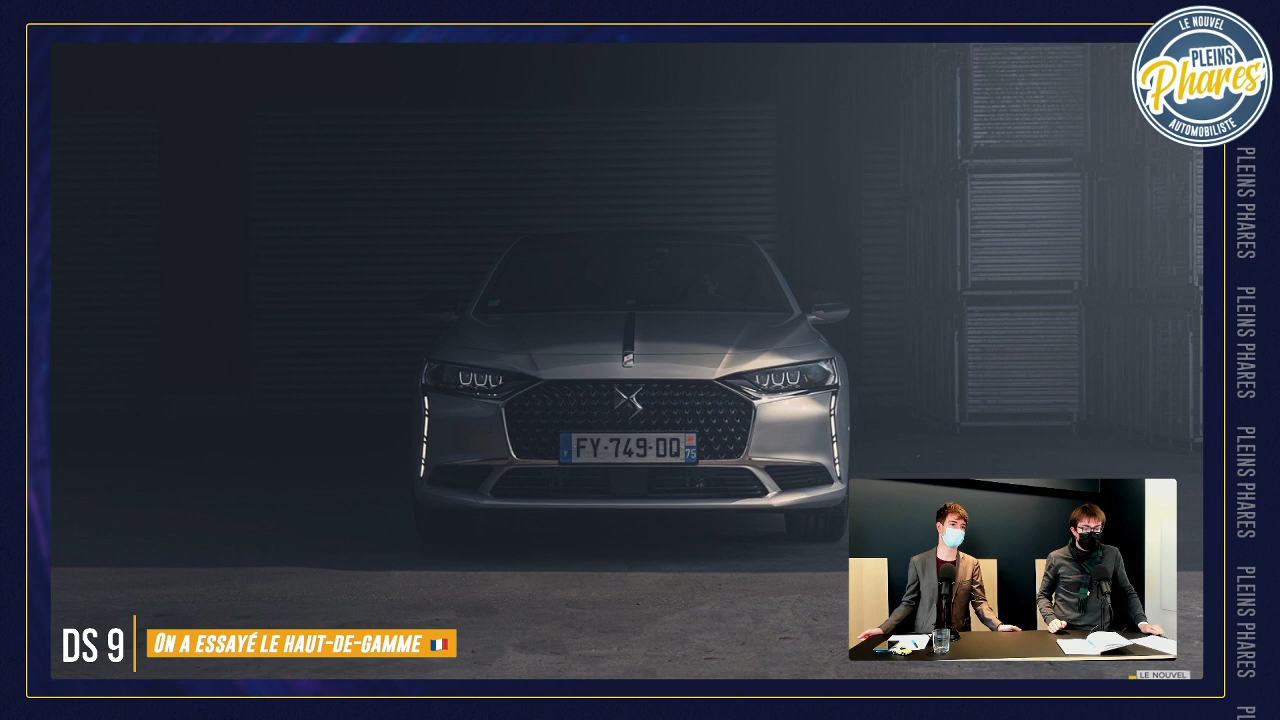 LE NOUVEL
PLEINS
Phares
AUTOMOBILISTE
PLEINS PHARES
PLEINS PHARES
PLEINS PHARES
PLEINS PHARES
PL
FY-749-DQ
75
DS 9
ON A ESSAYÉ LE HAUT-DE-GAMME
LE NOUVEL